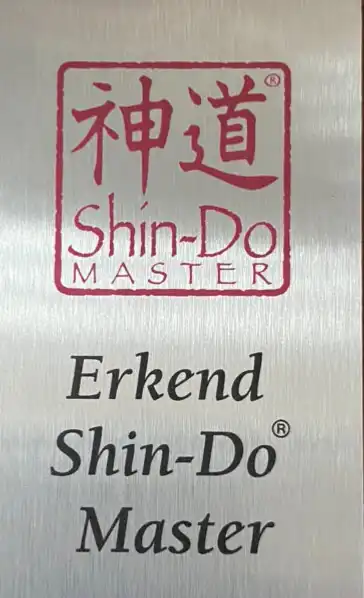 神道®
Shin-Do
MASTER
Erkend
Shin-Do®
Master